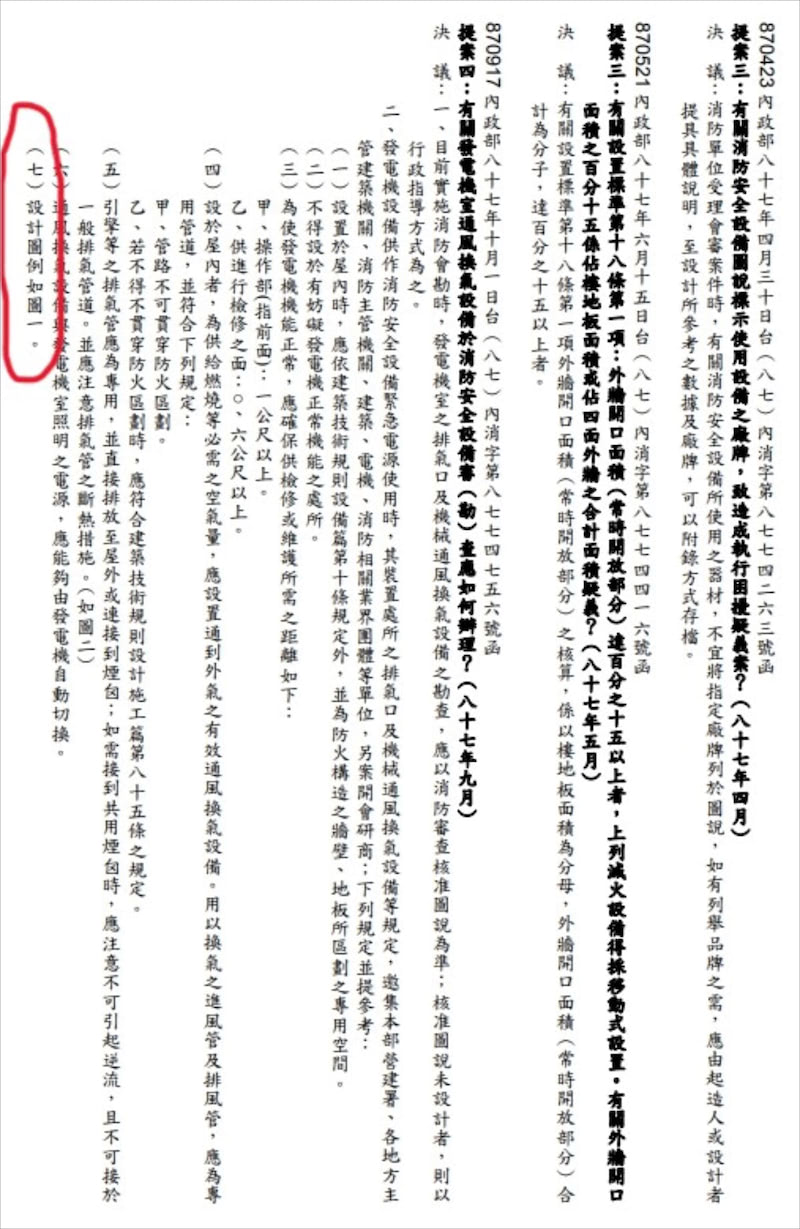 870423內政部八十七年四月三十日台（八七）內消字第八七七四二六三號函
提案三：有關消防安全設備圖說標示使用設備之廠牌，致造成執行困擾疑義案？（八十七年四月）
決　議：消防單位受理會審案件時，有關消防安全設備所使用之器材，不宜將指定廠牌列於圖說，如有列舉品牌之需，應由起造人或設計者
提具具體說明，至設計所參考之數據及廠牌，可以附錄方式存檔。
870521內政部八十七年六月十五日台（八七）內消字第八七七四四一六號函
提案三：有關設置標準第十八條第一項：外牆開口面積（常時開放部分）達百分之十五以上者，上列滅火設備得採移動式設置。有關外牆開口
面積之百分十五係佔樓地板面積或佔四面外牆之合計面積疑義？（八十七年五月）
決　議：有關設置標準第十八條第一項外牆開口面積（常時開放部分）之核算，係以樓地板面積為分母，外牆開口面積（常時開放部分）合
計為分子，達百分之十五以上者。
870917內政部八十七年十月一日台（八七）內消字第八七七四七五六號函
提案四：有關發電機室通風換氣設備於消防安全設備審（勘）查應如何辦理？（八十七年九月）
決　議：一、目前實施消防會勘時，發電機室之排氣口及機械通風換氣設備之勘查，應以消防審查核准圖說為準；核准圖說未設計者，則以
行政指導方式為之。
二、發電機設備供作消防安全設備緊急電源使用時，其裝置處所之排氣口及機械通風換氣設備等規定，邀集本部營建署、各地方主
管建築機關、消防主管機關、建築、電機、消防相關業界團體等單位，另案開會研商；下列規定並提參考：
（一）設置於屋內時，應依建築技術規則設備篇第十條規定外，並為防火構造之牆壁、地板所區劃之專用空間。
（二）不得設於有妨礙發電機正常機能之處所。
（三）為使發電機機能正常，應確保供檢修或維護所需之距離如下：
甲、操作部(指前面)：一公尺以上。
乙、供進行檢修之面：○、六公尺以上。
（四）設於屋內者，為供給燃燒等必需之空氣量，應設置通到外氣之有效通風換氣設備。用以換氣之進風管及排風管，應為專
用管道，並符合下列規定：
甲、管路不可貫穿防火區劃。
乙、若不得不貫穿防火區劃時，應符合建築技術規則設計施工篇第八十五條之規定。
（五）引擎等之排氣管應為專用，並直接排放至屋外或連接到煙囪；如需接到共用煙囪時，應注意不可引起逆流，且不可接於
一般排氣管道。並應注意排氣管之斷熱措施。（如圖二）
（六）通風換氣設備與發電機室照明之電源，應能夠由發電機自動切換。
（七）設計圖例如圖一。